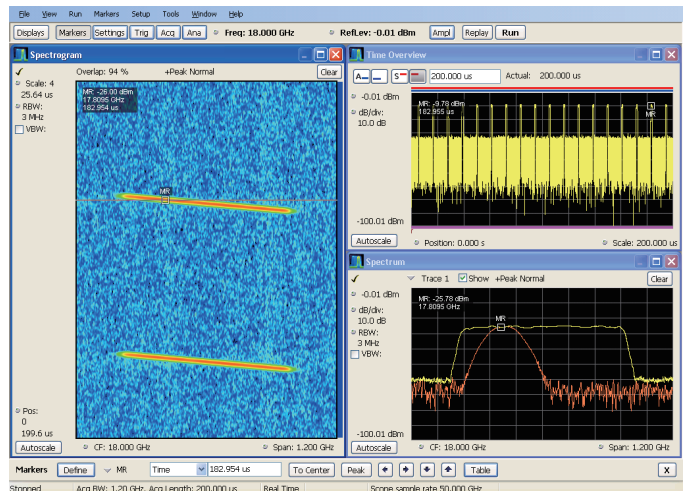 File View Run Markers Setup Tools Window Help
Displays Markers Settings Trig Acq Ana Freq: 18.000 GHz RefLev: -0.01 dBm Ampl Replay Run
Spectrogram
Overlap: 94 % +Peak Normal Clear
Scale: 4
25.64 us
RBW:
3 MHz
VBW:
MR: -26.00 dBm
17.8095 GHz
182.954 us
MR
Pos:
0
199.6 us
Autoscale CF: 18.000 GHz Span: 1.200 GHz
Time Overview
200.000 us Actual: 200.000 us
-0.01 dBm
dB/div:
10.0 dB
MR: -9.78 dBm
182.955 us
MR
-100.01 dBm
Autoscale Position: 0.000 s Scale: 200.000 us
Spectrum
Trace 1 Show +Peak Normal Clear
-0.01 dBm
dB/div:
10.0 dB
RBW:
3 MHz
VBW:
MR: -25.78 dBm
17.8095 GHz
MR
-100.01 dBm
Autoscale CF: 18.000 GHz Span: 1.200 GHz
Markers Define MR Time 182.954 us To Center Peak Table X
Stopped Acq BW: 1.20 GHz, Acq Length: 200.000 us Real Time Scope sample rate 50.000 GHz